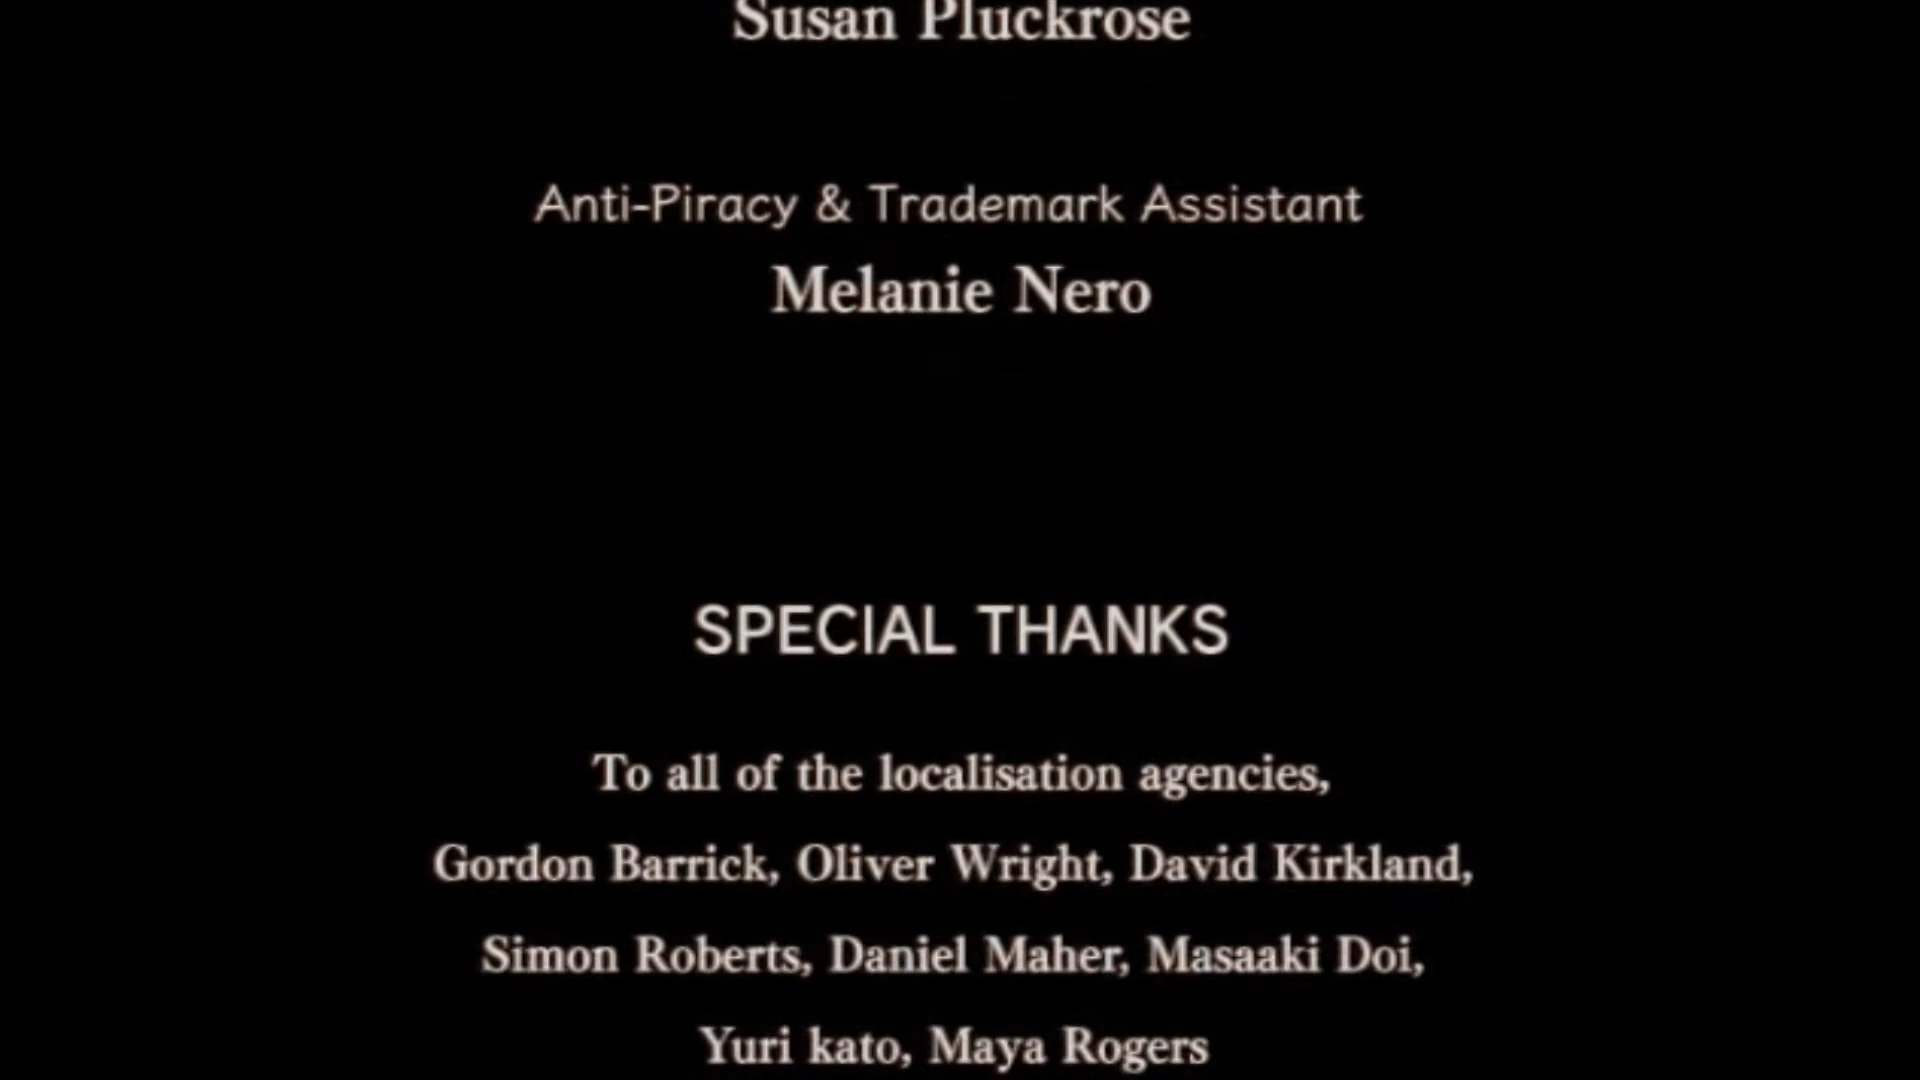 Susan Pluckrose
Anti-Piracy & Trademark Assistant
Melanie Nero
SPECIAL THANKS
To all of the localisation agencies,
Gordon Barrick, Oliver Wright, David Kirkland,
Simon Roberts, Daniel Maher, Masaaki Doi,
Yuri kato, Maya Rogers